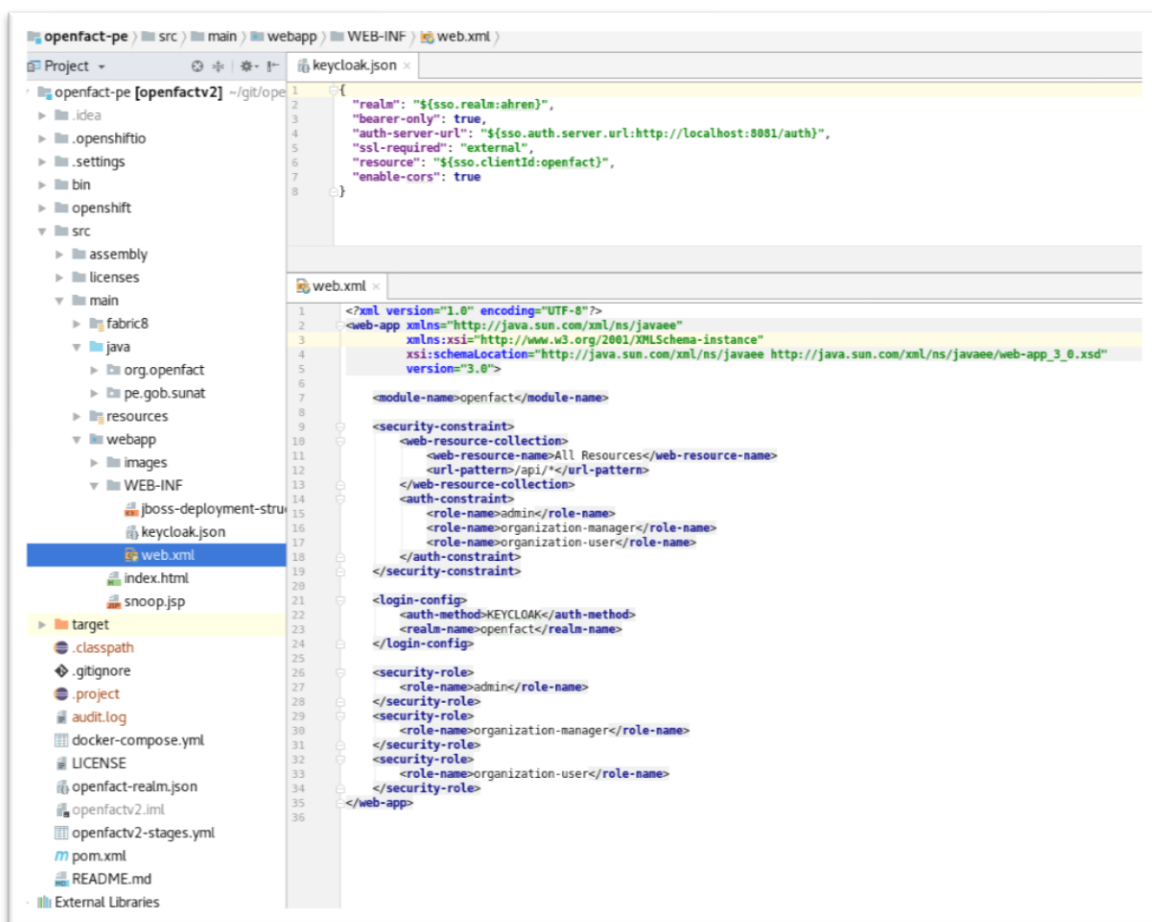 openfact-pe src main webapp WEB-INF web.xml
Project
openfact-pe [openfactv2] ~/git/ope
.idea
.openshiftio
.settings
bin
openshift
src
assembly
licenses
main
fabric8
java
org.openfact
pe.gob.sunat
resources
webapp
images
WEB-INF
jboss-deployment-stru
keycloak.json
web.xml
index.html
snoop.jsp
target
.classpath
.gitignore
.project
audit.log
docker-compose.yml
LICENSE
openfact-realm.json
openfactv2.iml
openfactv2-stages.yml
pom.xml
README.md
External Libraries
keycloak.json
1 {
2 "realm": "${sso.realm:ahren}",
3 "bearer-only": true,
4 "auth-server-url": "${sso.auth.server.url:http://localhost:8081/auth}",
5 "ssl-required": "external",
6 "resource": "${sso.clientId:openfact}",
7 "enable-cors": true
8 }
web.xml
1 <?xml version="1.0" encoding="UTF-8"?>
2 <web-app xmlns="http://java.sun.com/xml/ns/javaee"
3 xmlns:xsi="http://www.w3.org/2001/XMLSchema-instance"
4 xsi:schemaLocation="http://java.sun.com/xml/ns/javaee http://java.sun.com/xml/ns/javaee/web-app_3_0.xsd"
5 version="3.0">
6
7 <module-name>openfact</module-name>
8
9 <security-constraint>
10 <web-resource-collection>
11 <web-resource-name>All Resources</web-resource-name>
12 <url-pattern>/api/*</url-pattern>
13 </web-resource-collection>
14 <auth-constraint>
15 <role-name>admin</role-name>
16 <role-name>organization-manager</role-name>
17 <role-name>organization-user</role-name>
18 </auth-constraint>
19 </security-constraint>
20
21 <login-config>
22 <auth-method>KEYCLOAK</auth-method>
23 <realm-name>openfact</realm-name>
24 </login-config>
25
26 <security-role>
27 <role-name>admin</role-name>
28 </security-role>
29 <security-role>
30 <role-name>organization-manager</role-name>
31 </security-role>
32 <security-role>
33 <role-name>organization-user</role-name>
34 </security-role>
35 </web-app>
36